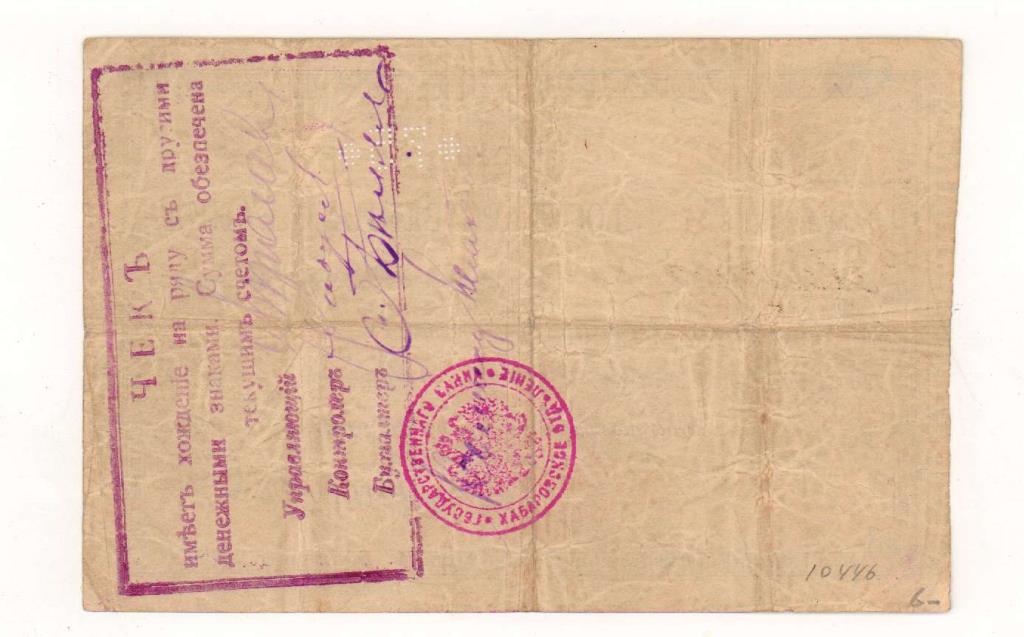 ЧЕКЪ
имѣетъ хожденіе на ряду съ другими
денежными знаками. Сумма обезпечена
текущимъ счетомъ.
Управляющій
Контролеръ
Бухгалтеръ
ХАБАРОВСКОЕ ОТДѢЛЕНІЕ • ГОСУДАРСТВЕННАГО БАНКА •
10446
6-